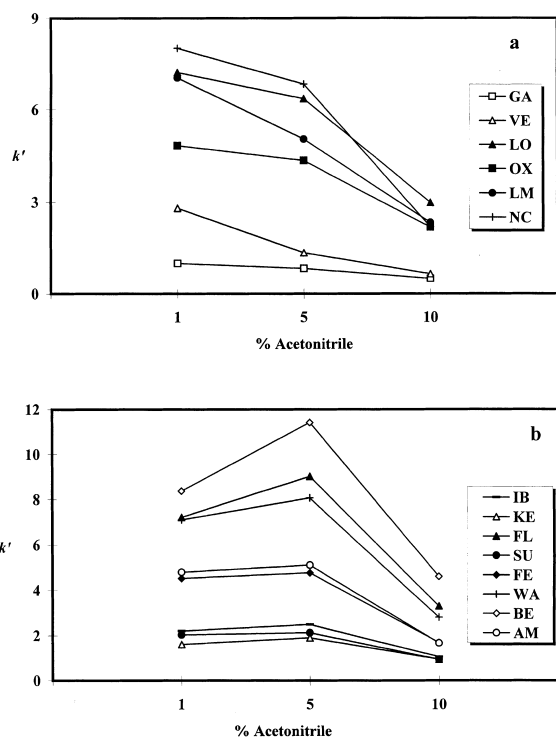 9
6
3
0
k'
a
GA
VE
LO
OX
LM
NC
1 5 10
% Acetonitrile
12
10
8
6
4
2
0
k'
b
IB
KE
FL
SU
FE
WA
BE
AM
1 5 10
% Acetonitrile